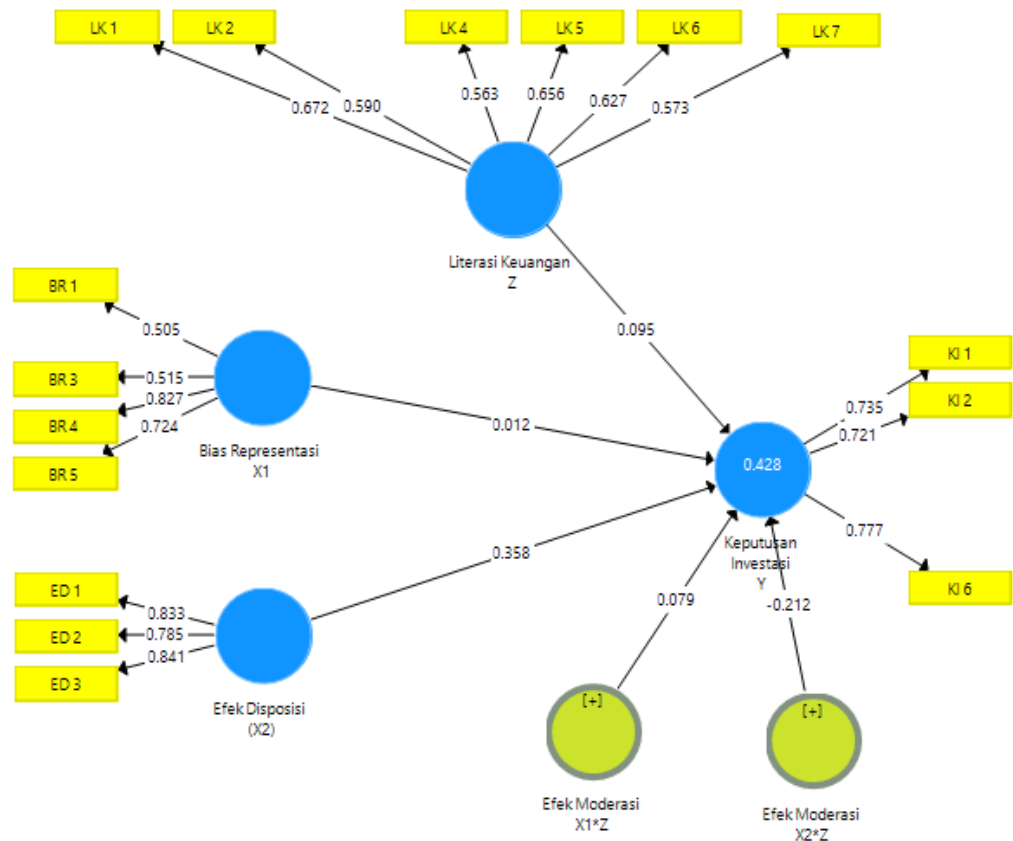 LK 1
LK 2
LK 4
LK 5
LK 6
LK 7
0.672
0.590
0.563
0.656
0.627
0.573
Literasi Keuangan
Z
BR 1
BR 3
BR 4
BR 5
0.505
0.515
0.827
0.724
Bias Representasi
X1
0.095
0.012
0.358
KI 1
KI 2
KI 6
0.735
0.721
0.777
0.428
Keputusan
Investasi
Y
ED 1
ED 2
ED 3
0.833
0.785
0.841
Efek Disposisi
(X2)
0.079
-0.212
[+]
Efek Moderasi
X1*Z
[+]
Efek Moderasi
X2*Z